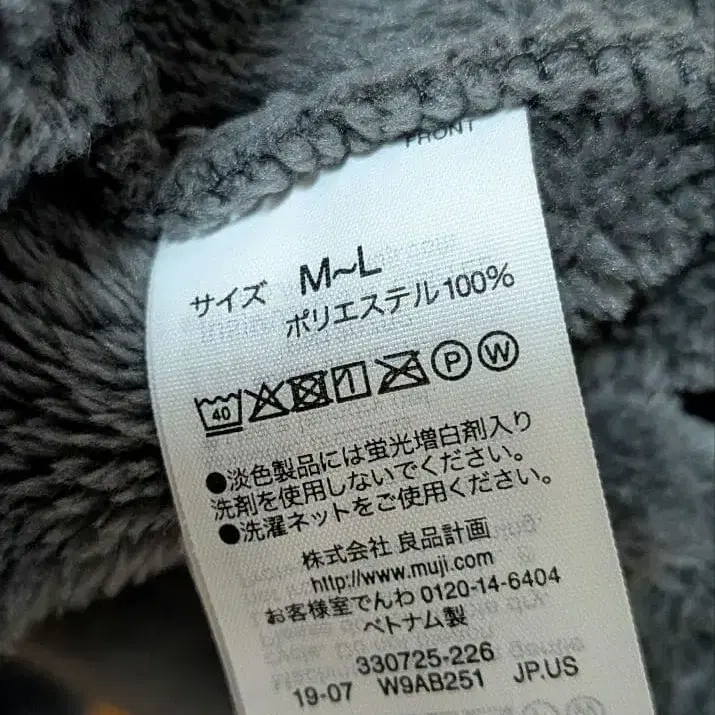 FRONT
サイズ M~L
ポリエステル100%
40 P W
●淡色製品には蛍光増白剤入り
洗剤を使用しないでください。
●洗濯ネットをご使用ください。
株式会社 良品計画
http://www.muji.com
お客様室でんわ 0120-14-6404
ベトナム製
330725-226
19-07 W9AB251 JP.US